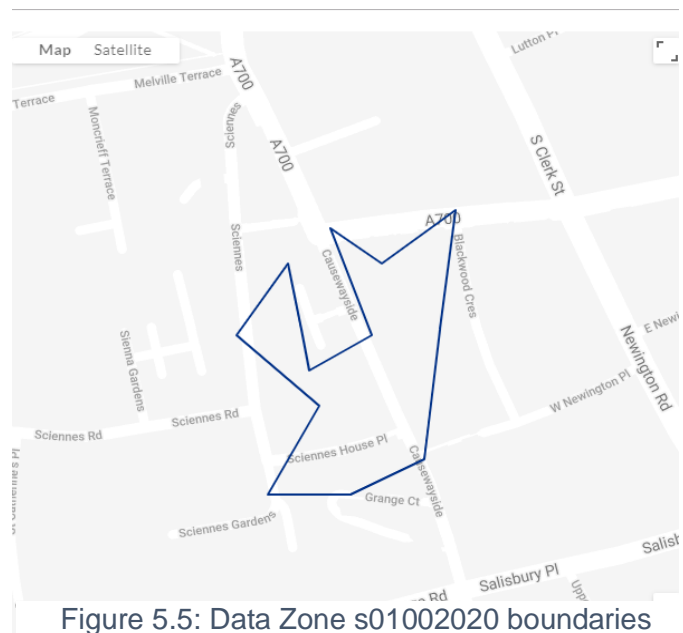 Map Satellite
Lutton Pl
Terrace
Melville Terrace
A700
Moncrieff Terrace
Sciennes
A700
S Clerk St
A700
Sciennes
Causewayside
Blackwood Cres
Sienna Gardens
E Newi
Newington Rd
W Newington Pl
Sciennes Rd
Sciennes Rd
Sciennes House Pl
Causewayside
Grange Ct
Sciennes Gardens
Salisb
Salisbury Pl
Rd
Upp
Figure 5.5: Data Zone s01002020 boundaries